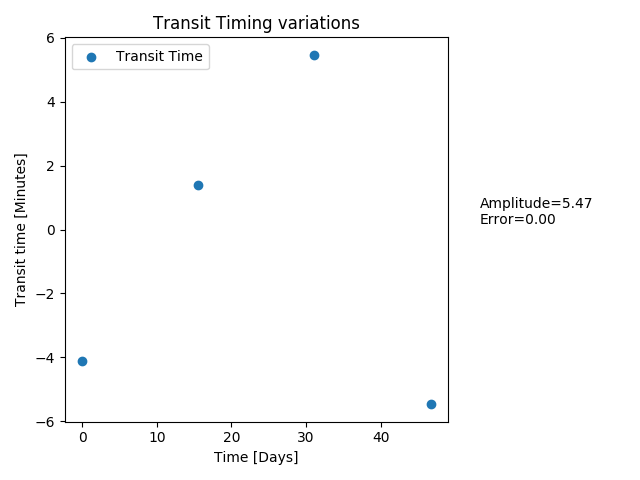 Transit Timing variations
Transit Time
6
4
2
0
−2
−4
−6
Transit time [Minutes]
0
10
20
30
40
Time [Days]
Amplitude=5.47
Error=0.00